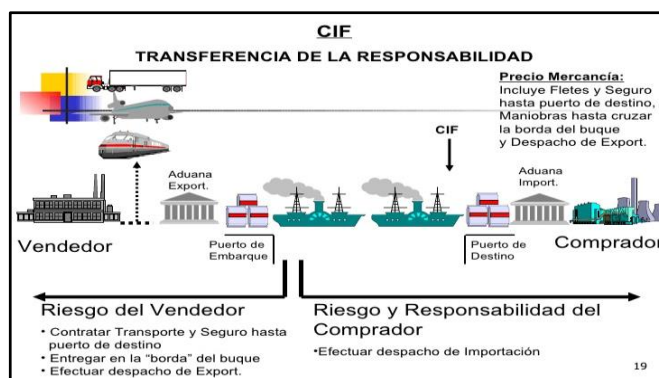 CIF
TRANSFERENCIA DE LA RESPONSABILIDAD
Precio Mercancía:
Incluye Fletes y Seguro
hasta puerto de destino,
Maniobras hasta cruzar
la borda del buque
y Despacho de Export.
CIF
Aduana
Export.
Aduana
Import.
Vendedor
Puerto de
Embarque
Puerto de
Destino
Comprador
Riesgo del Vendedor
• Contratar Transporte y Seguro hasta
puerto de destino
• Entregar en la “borda” del buque
• Efectuar despacho de Export.
Riesgo y Responsabilidad del
Comprador
•Efectuar despacho de Importación
19